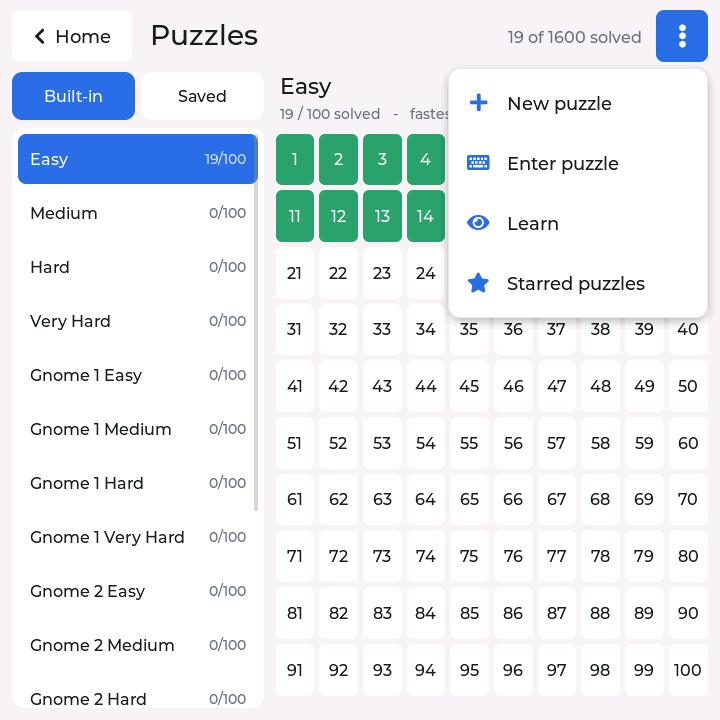 Home
Puzzles
19 of 1600 solved
Built-in
Saved
Easy 19/100
Medium 0/100
Hard 0/100
Very Hard 0/100
Gnome 1 Easy 0/100
Gnome 1 Medium 0/100
Gnome 1 Hard 0/100
Gnome 1 Very Hard 0/100
Gnome 2 Easy 0/100
Gnome 2 Medium 0/100
Gnome 2 Hard
Easy
19 / 100 solved - fastes
New puzzle
Enter puzzle
Learn
Starred puzzles
1 2 3 4
11 12 13 14
21 22 23 24
31 32 33 34 35 36 37 38 39 40
41 42 43 44 45 46 47 48 49 50
51 52 53 54 55 56 57 58 59 60
61 62 63 64 65 66 67 68 69 70
71 72 73 74 75 76 77 78 79 80
81 82 83 84 85 86 87 88 89 90
91 92 93 94 95 96 97 98 99 100